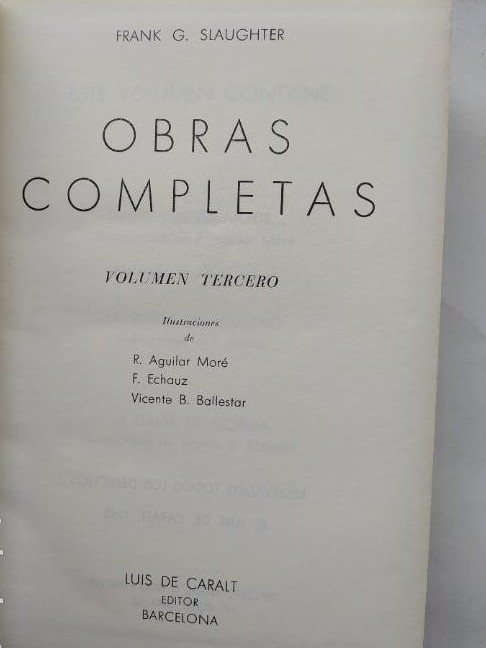 FRANK G. SLAUGHTER
OBRAS
COMPLETAS
VOLUMEN TERCERO
Ilustraciones
de
R. Aguilar Moré
F. Echauz
Vicente B. Ballestar
LUIS DE CARALT
EDITOR
BARCELONA